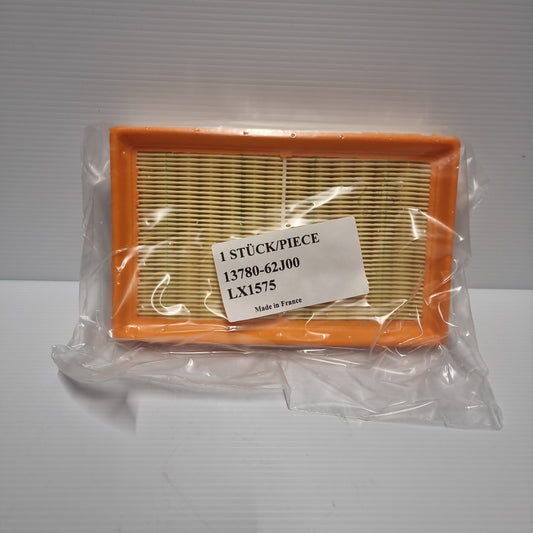 1 STÜCK/PIECE
13780-62J00
LX1575
Made in France